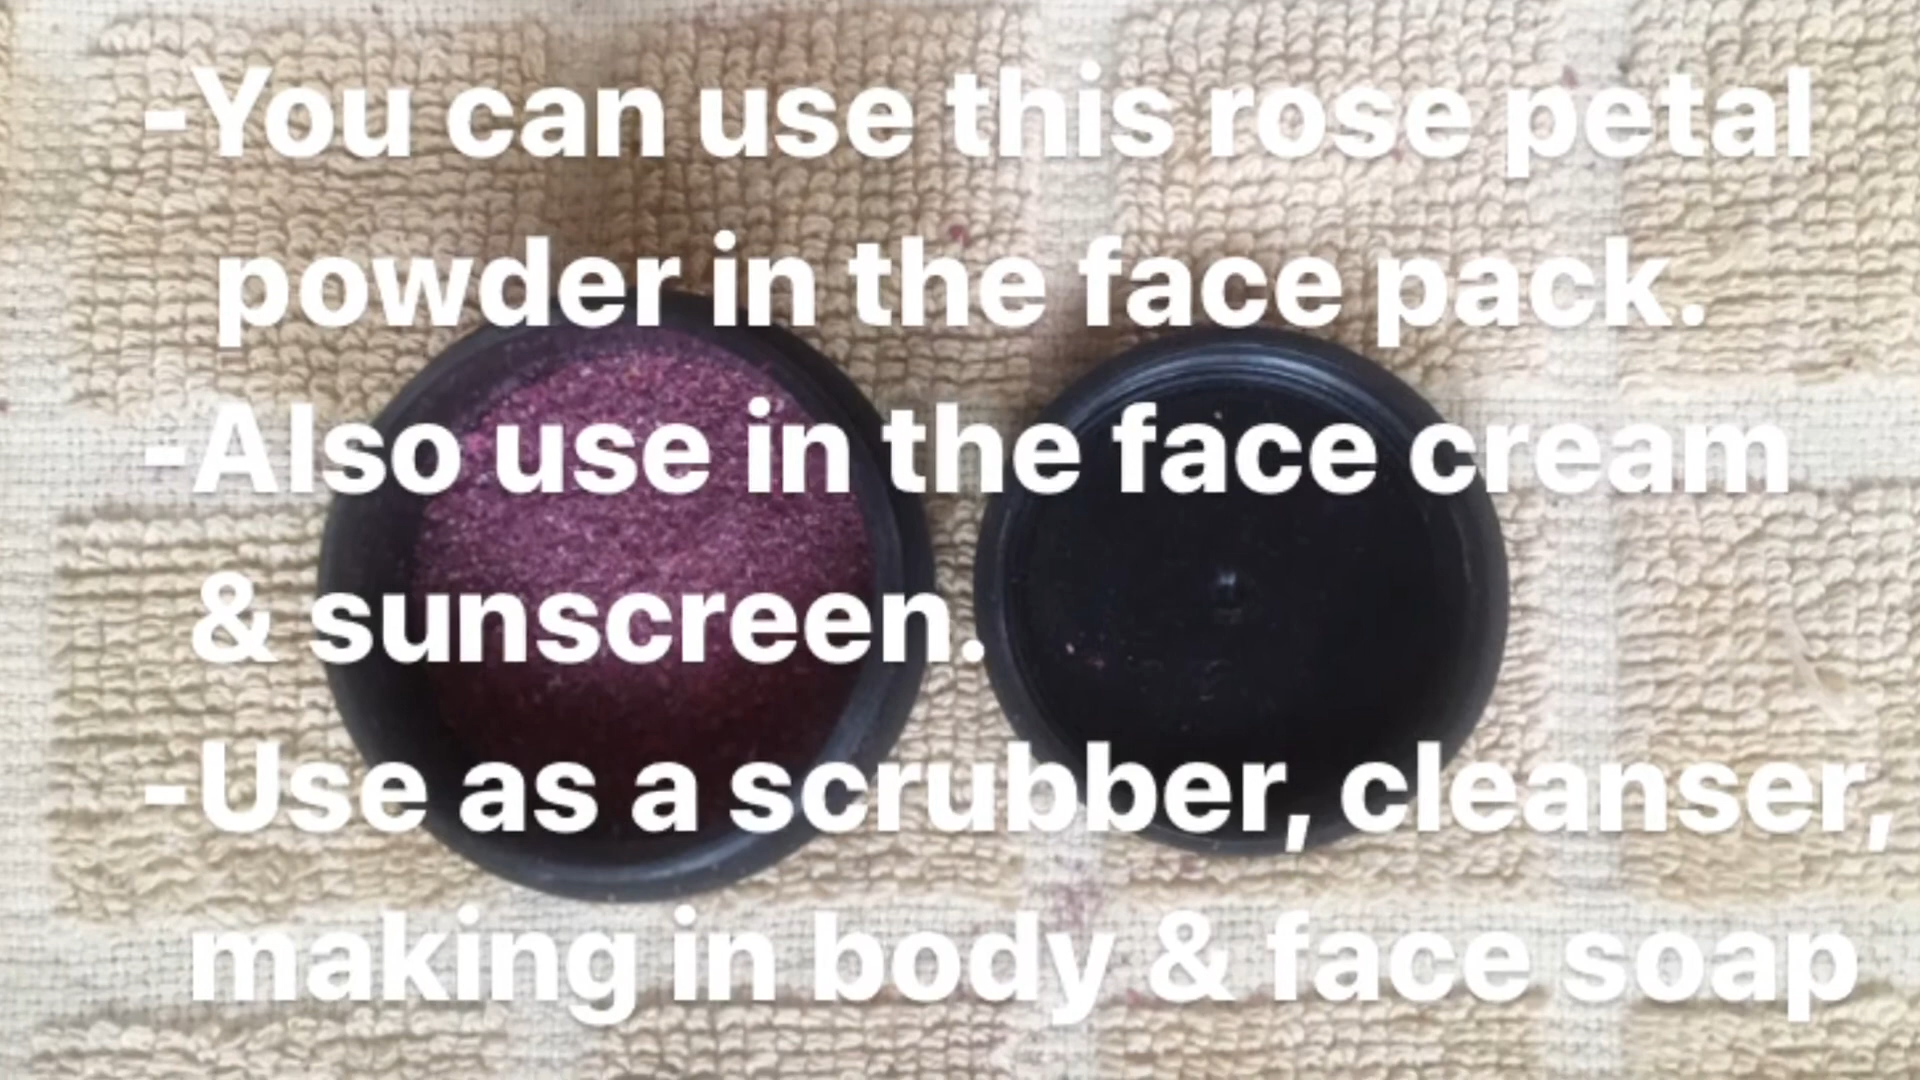 -You can use this rose petal
powder in the face pack.
-Also use in the face cream
& sunscreen.
-Use as a scrubber, cleanser,
making in body & face soap